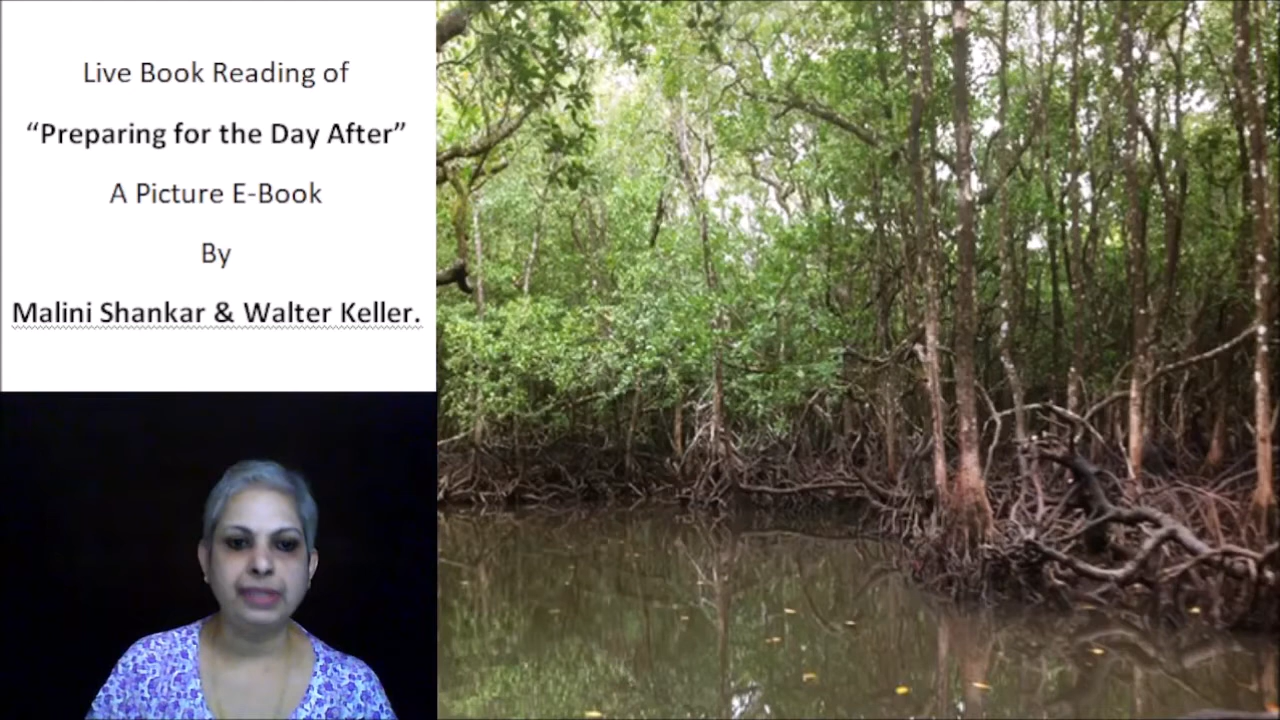 Live Book Reading of
“Preparing for the Day After”
A Picture E-Book
By
Malini Shankar & Walter Keller.